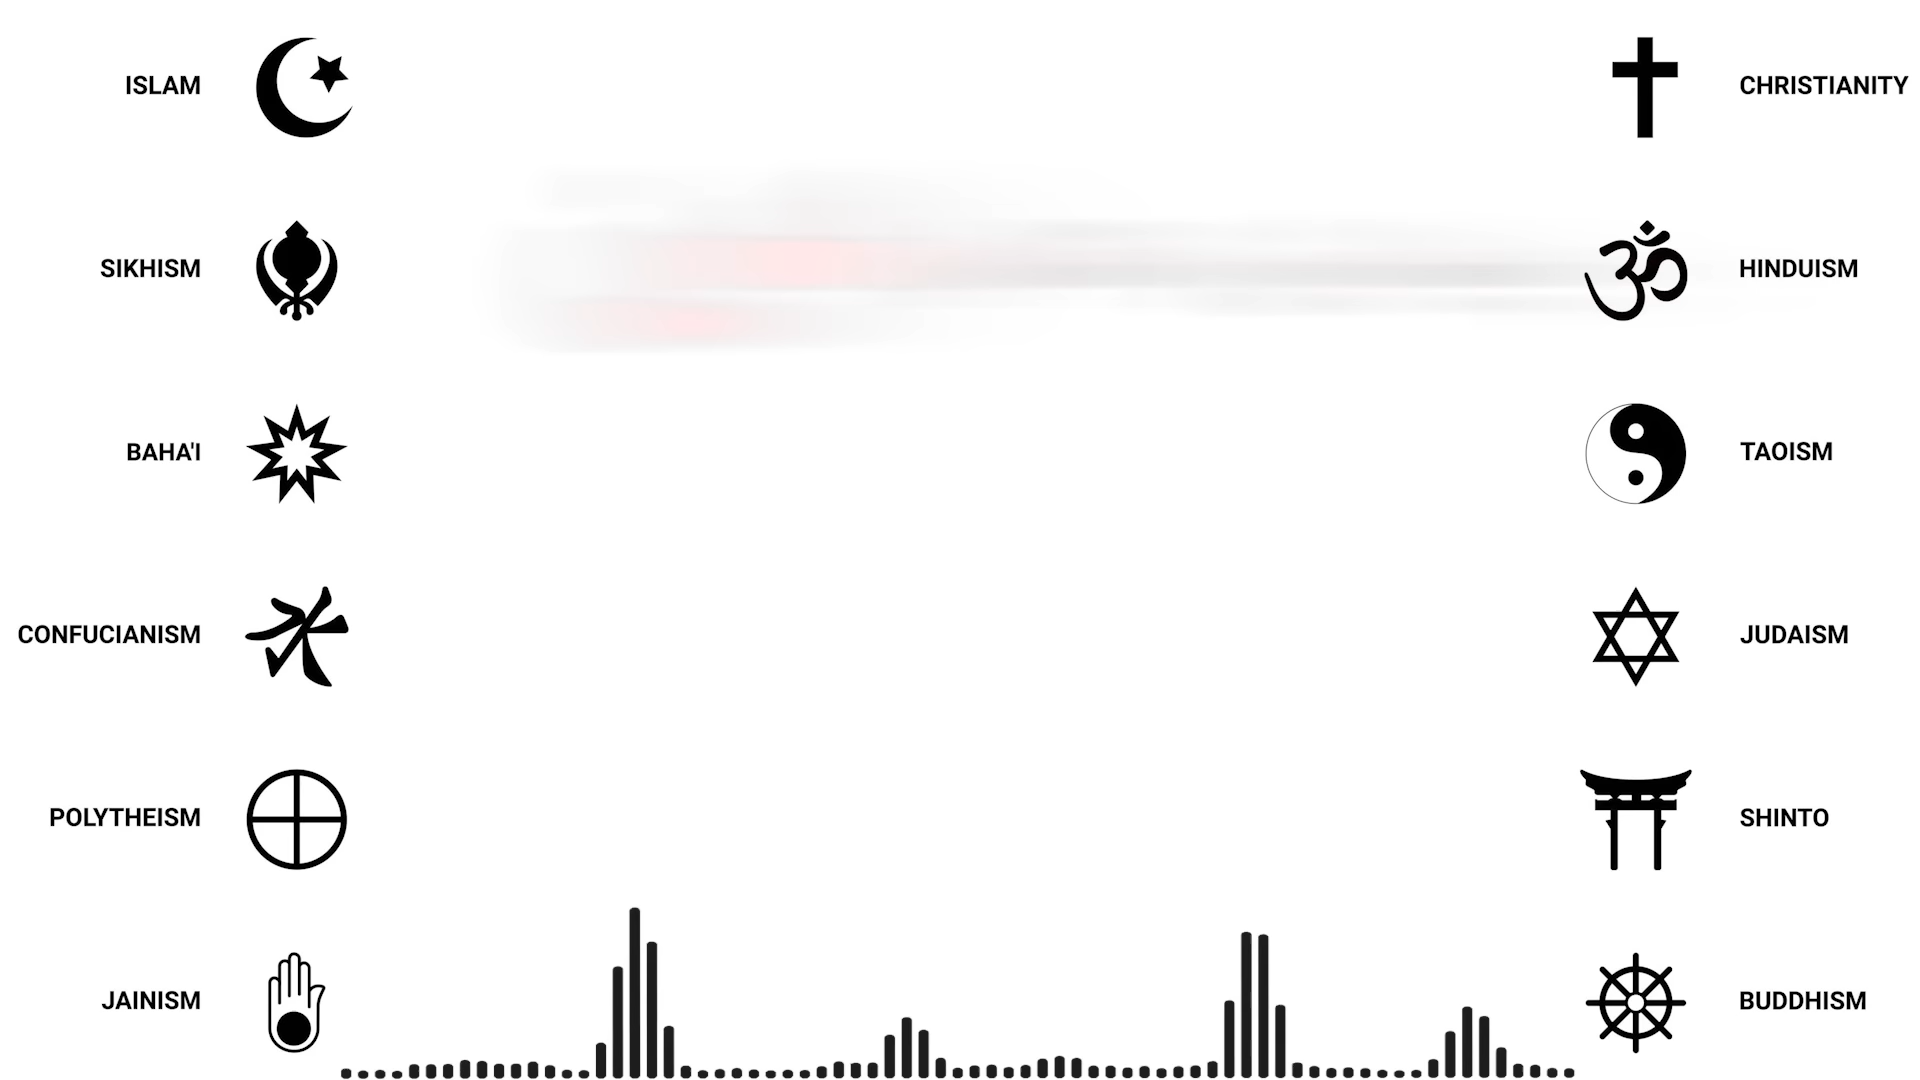 ISLAM
CHRISTIANITY
SIKHISM
HINDUISM
BAHA'I
TAOISM
CONFUCIANISM
JUDAISM
POLYTHEISM
SHINTO
JAINISM
BUDDHISM